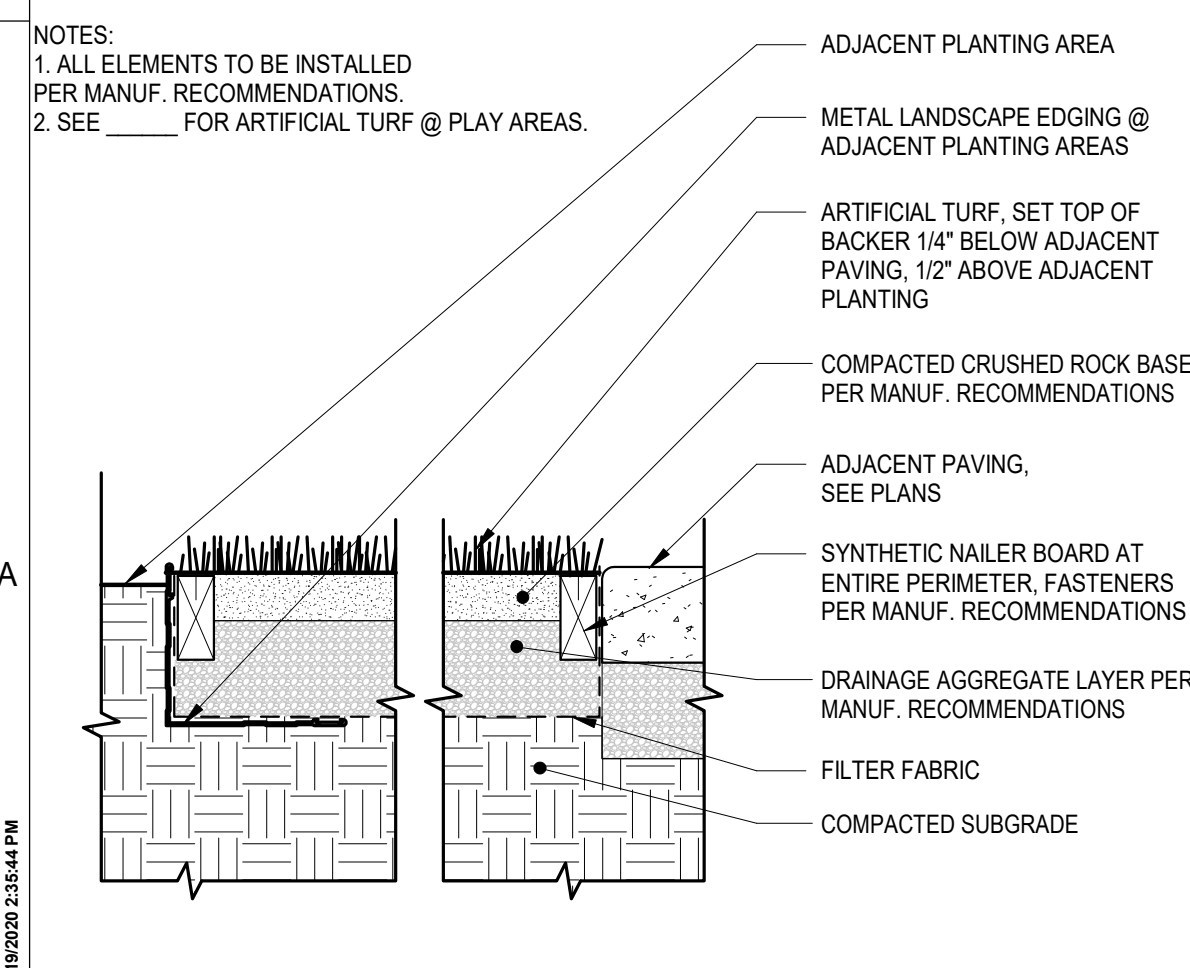 NOTES:
1. ALL ELEMENTS TO BE INSTALLED
PER MANUF. RECOMMENDATIONS.
2. SEE ______ FOR ARTIFICIAL TURF @ PLAY AREAS.
ADJACENT PLANTING AREA
METAL LANDSCAPE EDGING @
ADJACENT PLANTING AREAS
ARTIFICIAL TURF, SET TOP OF
BACKER 1/4" BELOW ADJACENT
PAVING, 1/2" ABOVE ADJACENT
PLANTING
COMPACTED CRUSHED ROCK BASE
PER MANUF. RECOMMENDATIONS
ADJACENT PAVING,
SEE PLANS
SYNTHETIC NAILER BOARD AT
ENTIRE PERIMETER, FASTENERS
PER MANUF. RECOMMENDATIONS
DRAINAGE AGGREGATE LAYER PER
MANUF. RECOMMENDATIONS
FILTER FABRIC
COMPACTED SUBGRADE
A
19/2020 2:35:44 PM